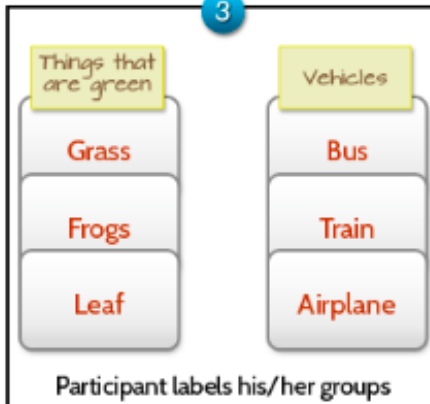 3
Things that
are green
Grass
Frogs
Leaf
Vehicles
Bus
Train
Airplane
Participant labels his/her groups